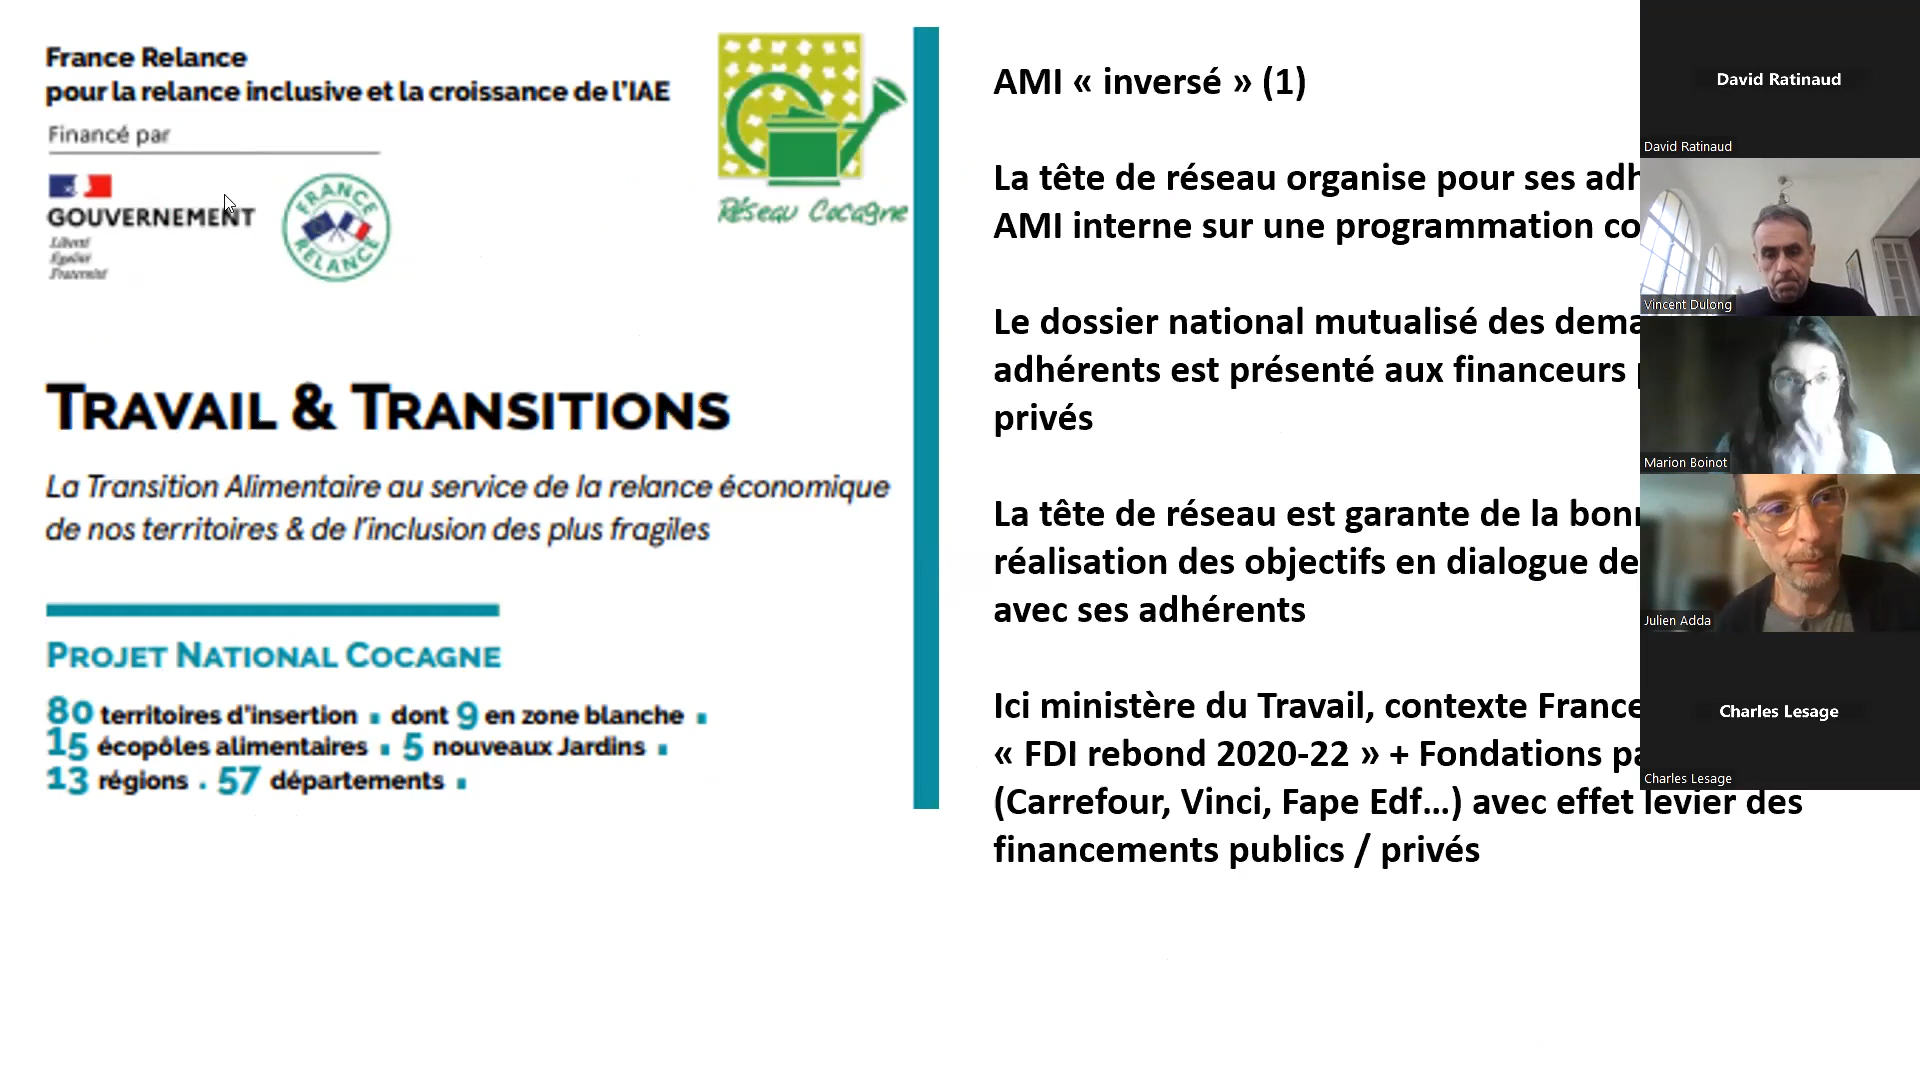 France Relance
pour la relance inclusive et la croissance de l'IAE
Financé par
GOUVERNEMENT
Liberté
Égalité
Fraternité
FRANCE
RELANCE
Réseau Cocagne
TRAVAIL & TRANSITIONS
La Transition Alimentaire au service de la relance économique
de nos territoires & de l'inclusion des plus fragiles
PROJET NATIONAL COCAGNE
80 territoires d'insertion . dont 9 en zone blanche .
15 écopôles alimentaires . 5 nouveaux Jardins .
13 régions . 57 départements .
AMI « inversé » (1)
La tête de réseau organise pour ses
AMI interne sur une programmation
Le dossier national mutualisé des
adhérents est présenté aux financeurs
privés
La tête de réseau est garante de la
réalisation des objectifs en dialogue de
avec ses adhérents
Ici ministère du Travail, contexte France
« FDI rebond 2020-22 » + Fondations
(Carrefour, Vinci, Fape Edf…) avec effet levier des
financements publics / privés
David Ratinaud
David Ratinaud
Vincent Dulong
Marion Boinot
Julien Adda
Charles Lesage
Charles Lesage